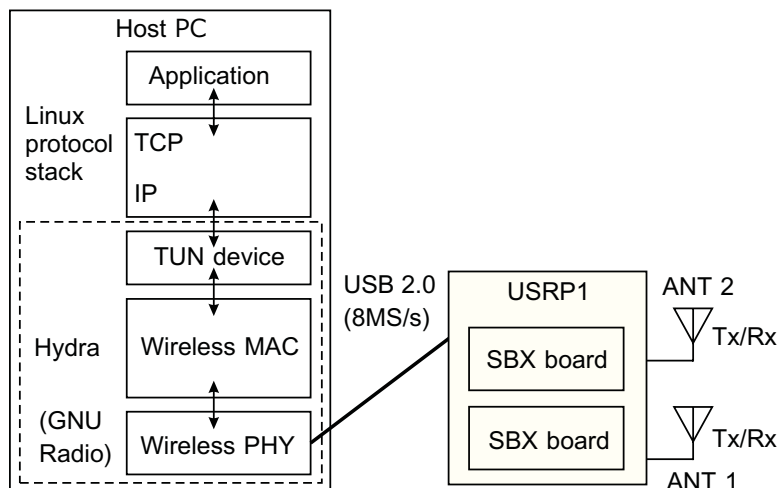 Host PC
Application
Linux
protocol
stack
TCP
IP
TUN device
Hydra
Wireless MAC
(GNU
Radio)
Wireless PHY
USB 2.0
(8MS/s)
USRP1
SBX board
SBX board
ANT 2
Tx/Rx
Tx/Rx
ANT 1